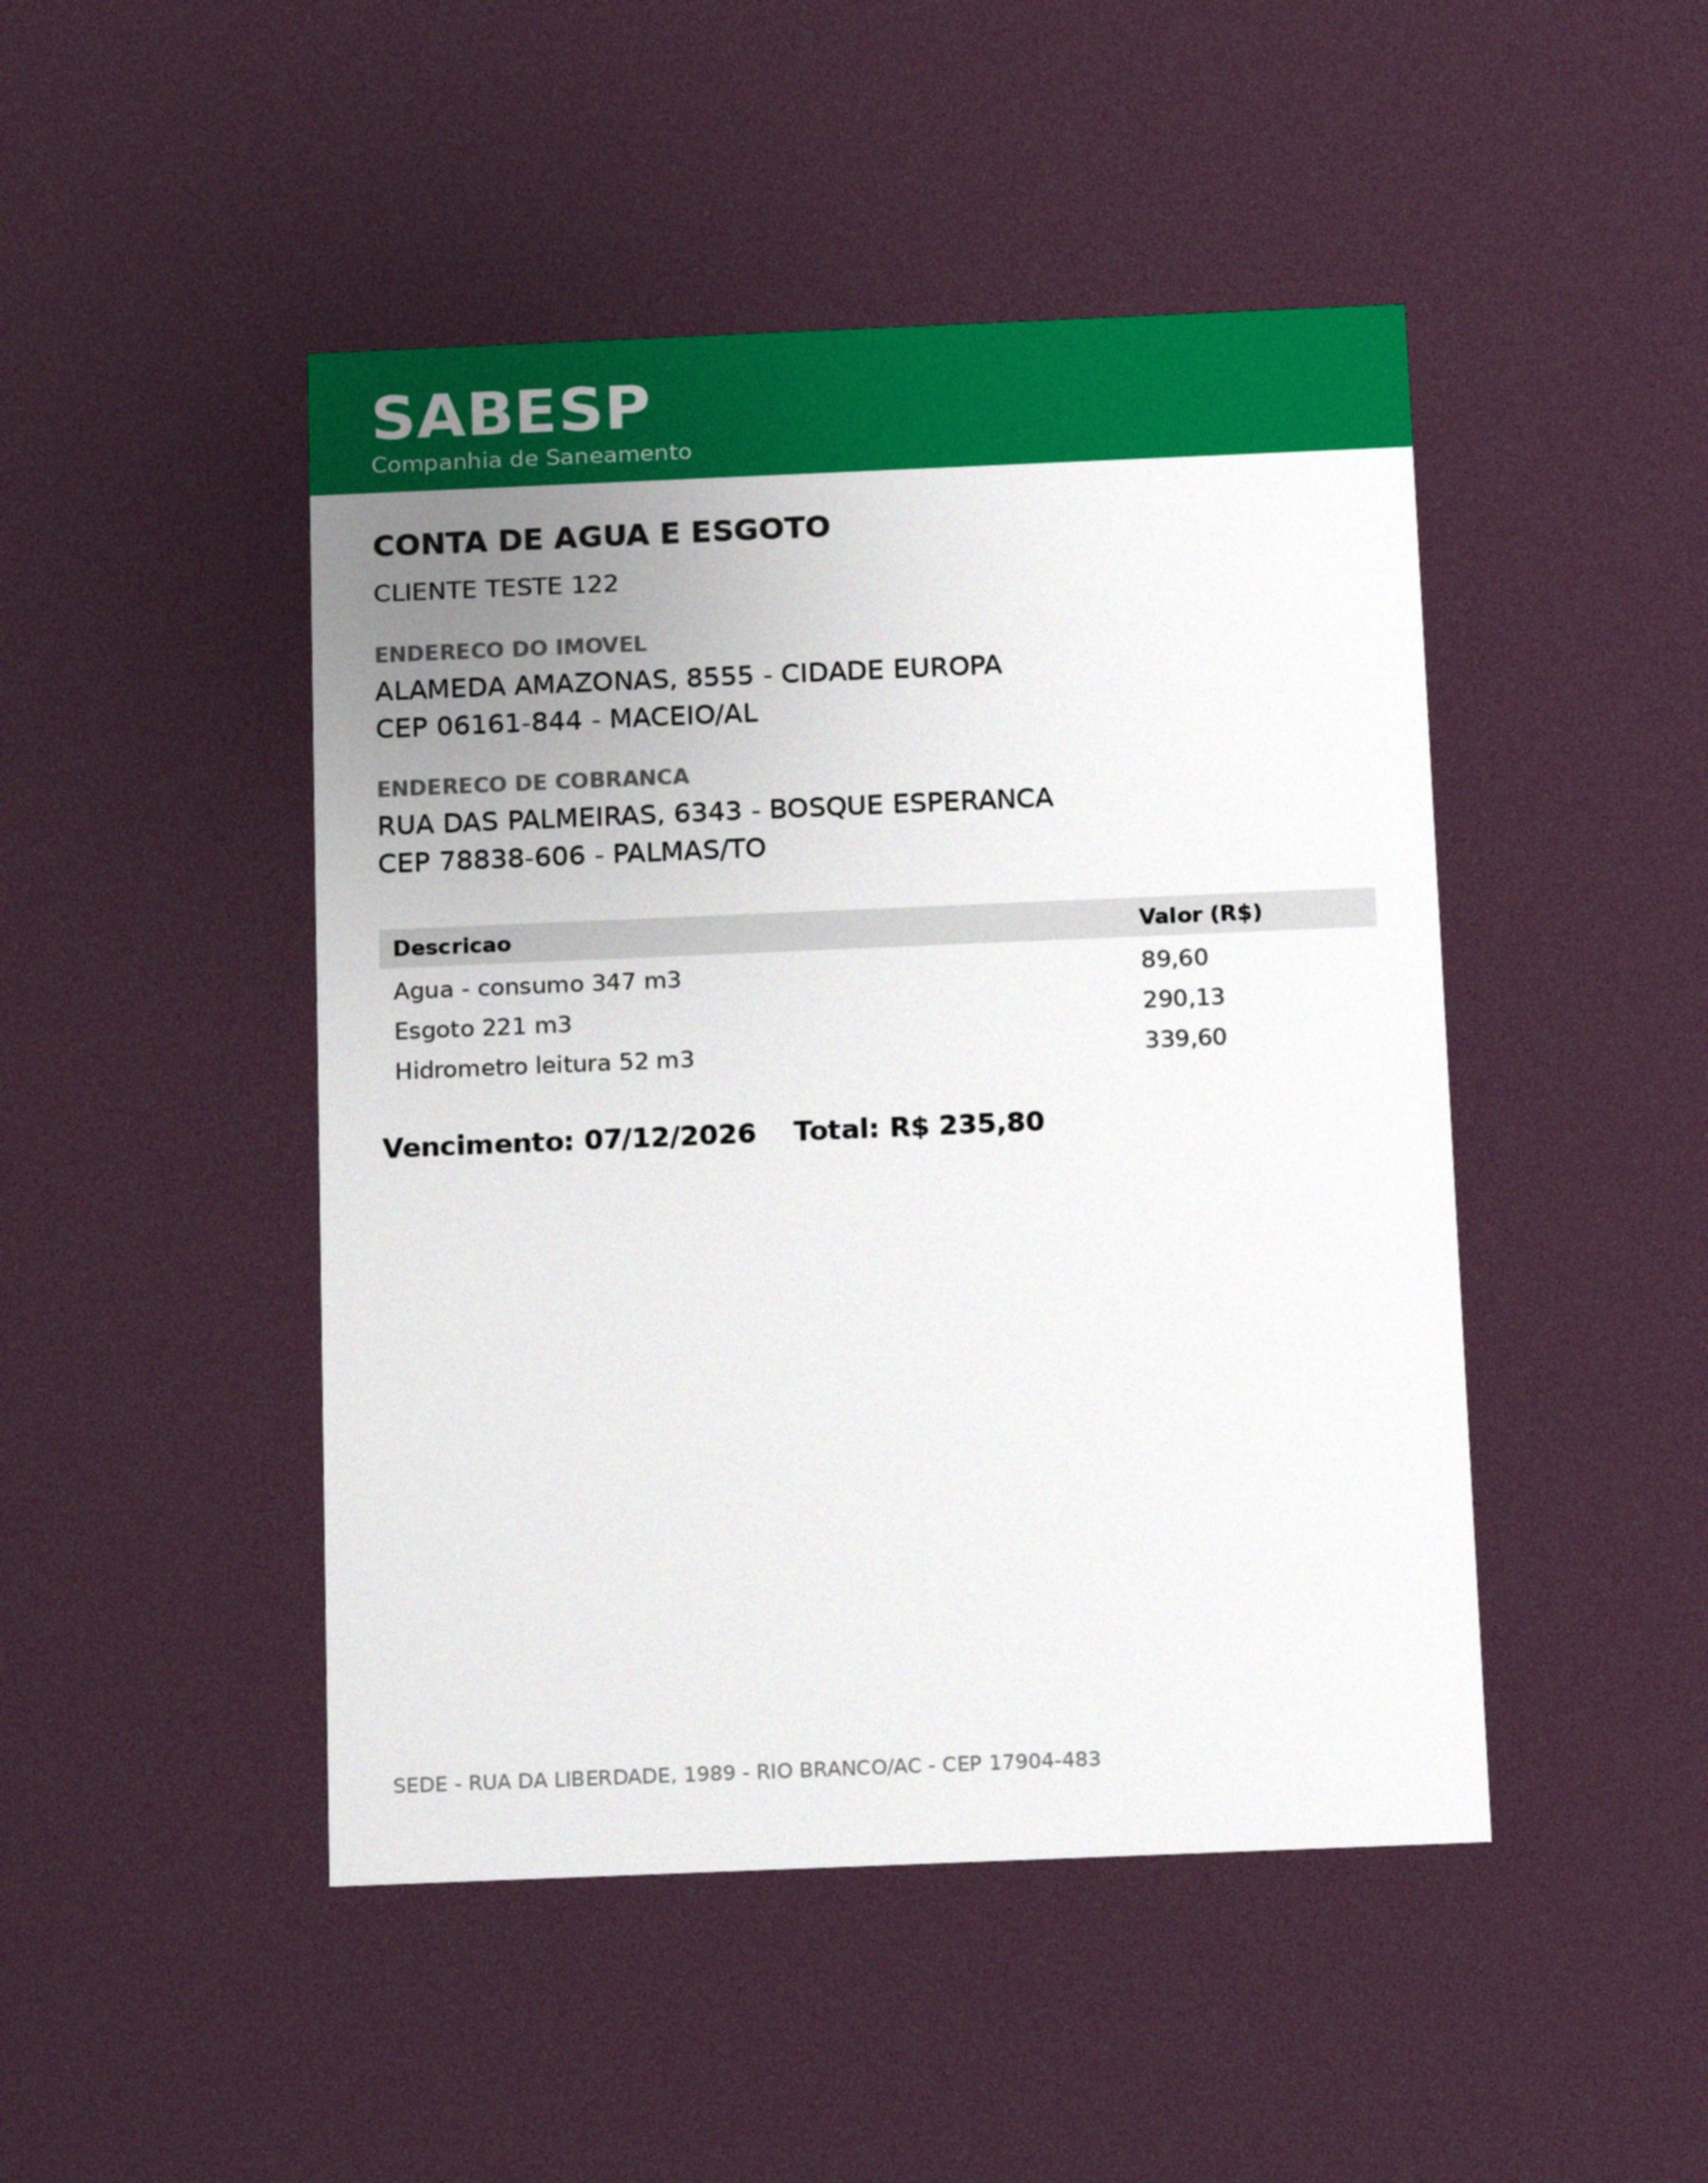 SABESP
Companhia de Saneamento
CONTA DE AGUA E ESGOTO
CLIENTE TESTE 122
ENDERECO DO IMOVEL
ALAMEDA AMAZONAS, 8555 - CIDADE EUROPA
CEP 06161-844 - MACEIO/AL
ENDERECO DE COBRANCA
RUA DAS PALMEIRAS, 6343 - BOSQUE ESPERANCA
CEP 78838-606 - PALMAS/TO
Descricao Valor (R$)
Agua - consumo 347 m3 89,60
Esgoto 221 m3 290,13
Hidrometro leitura 52 m3 339,60
Vencimento: 07/12/2026 Total: R$ 235,80
SEDE - RUA DA LIBERDADE, 1989 - RIO BRANCO/AC - CEP 17904-483